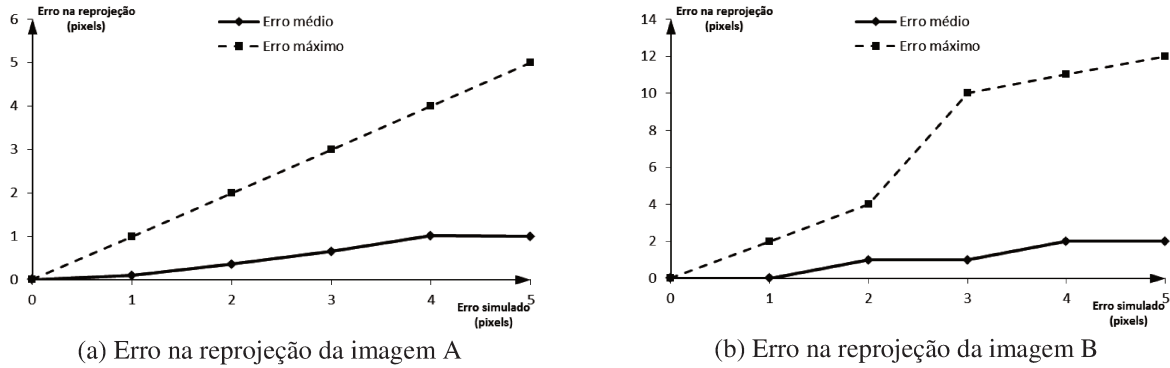 Erro na reprojeção
(pixels)
Erro médio
Erro máximo
6
5
4
3
2
1
0
0 1 2 3 4 5
Erro simulado
(pixels)
(a) Erro na reprojeção da imagem A
Erro na reprojeção
(pixels)
Erro médio
Erro máximo
14
12
10
8
6
4
2
0
0 1 2 3 4 5
Erro simulado
(pixels)
(b) Erro na reprojeção da imagem B